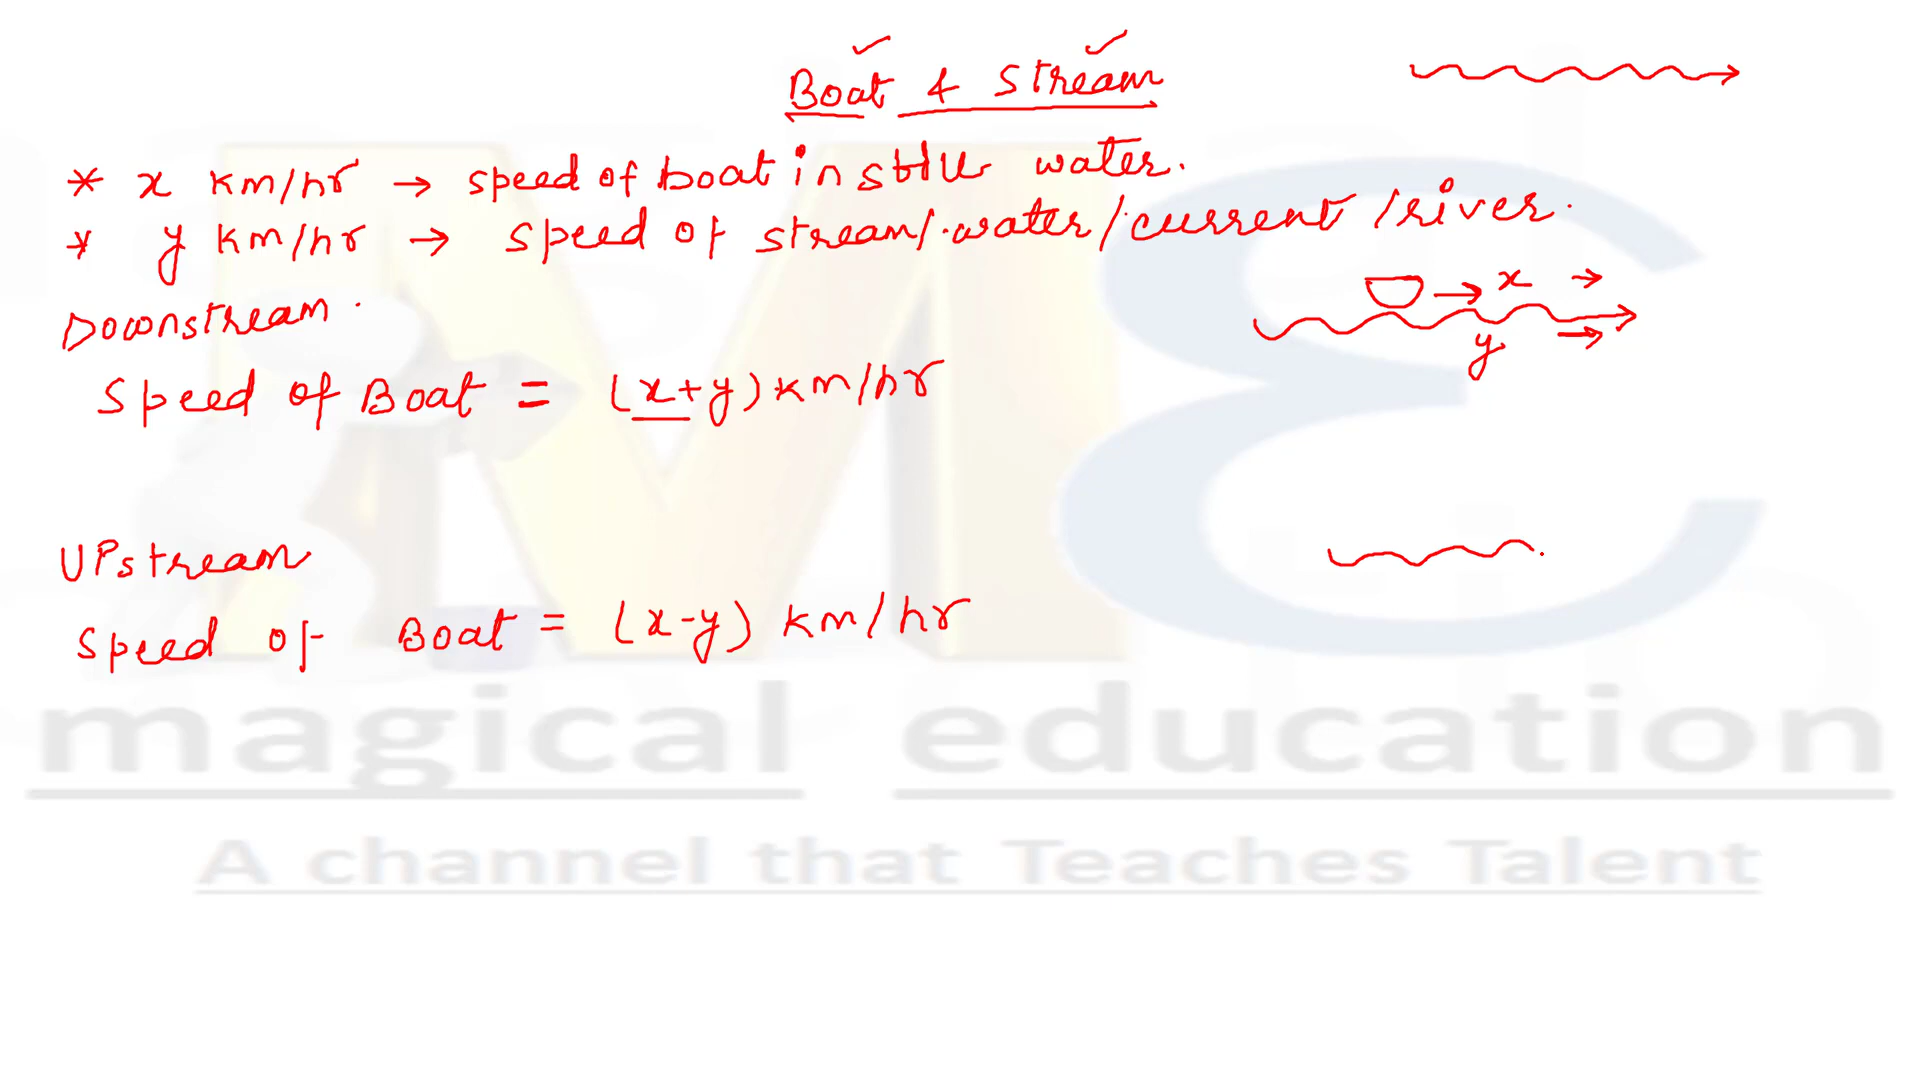 Boat & Stream
* x km/hr → speed of boat in still water.
* y km/hr → speed of stream/water/current/river.
x →
Downstream.
y
Speed of Boat = (x+y) km/hr
UPstream
Speed of Boat = (x-y) km/hr
magical education
A channel that Teaches Talent